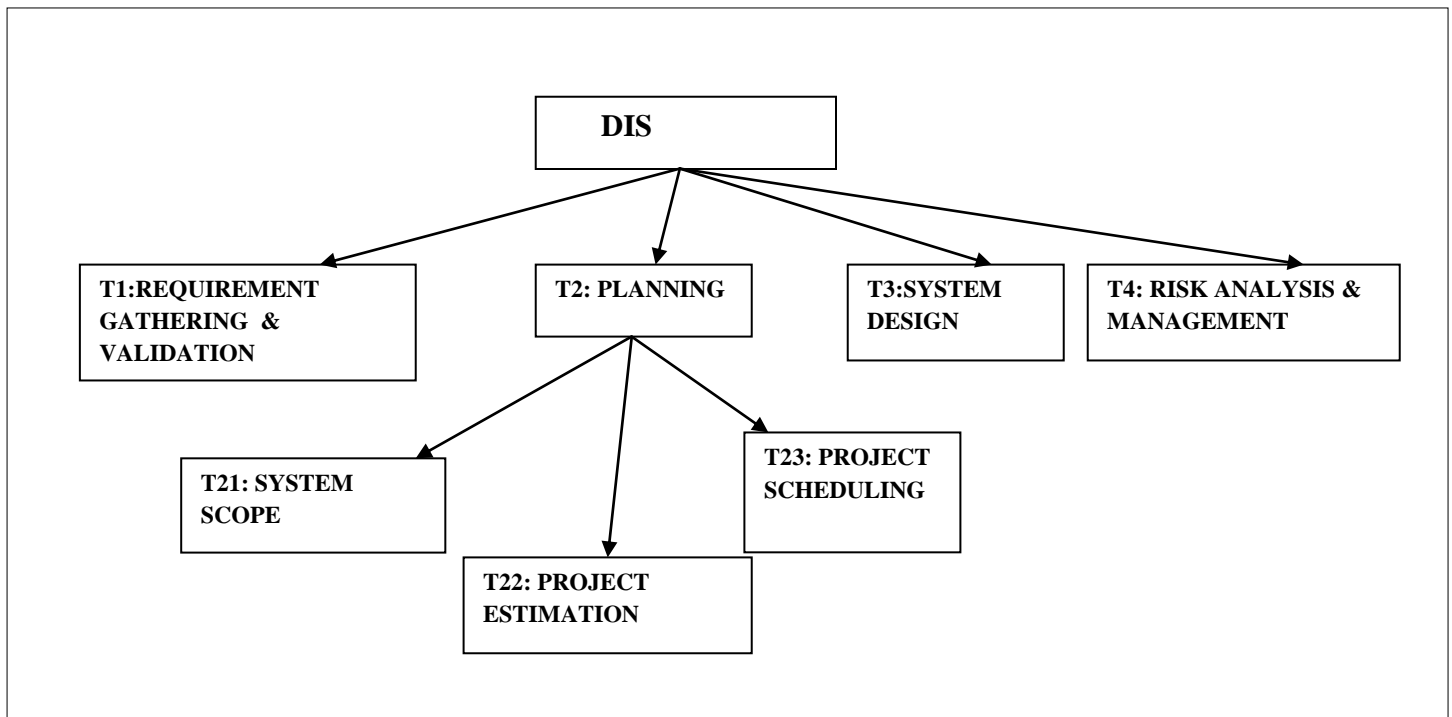 DIS
T1:REQUIREMENT
GATHERING & 
VALIDATION
T2: PLANNING
T3:SYSTEM
DESIGN
T4: RISK ANALYSIS &
MANAGEMENT
T21: SYSTEM
SCOPE
T22: PROJECT
ESTIMATION
T23: PROJECT
SCHEDULING